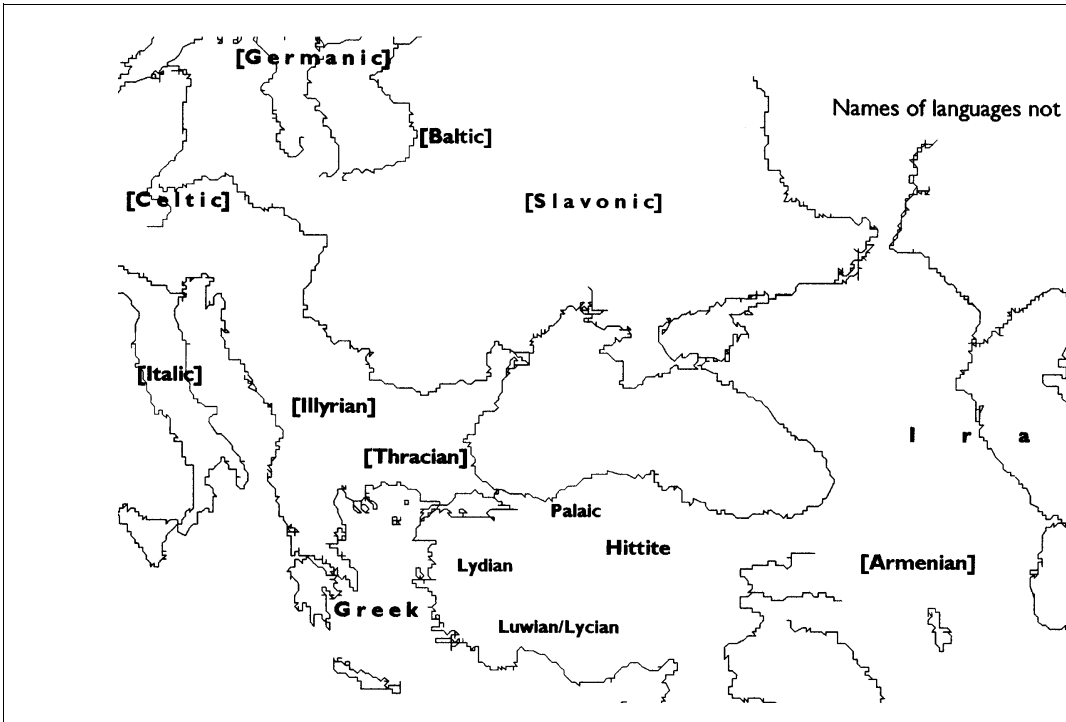 [Germanic]
Names of languages not
[Baltic]
[Celtic]
[Slavonic]
[Italic]
[Illyrian]
I r a
[Thracian]
Palaic
Hittite
Lydian
[Armenian]
Greek
Luwian/Lycian